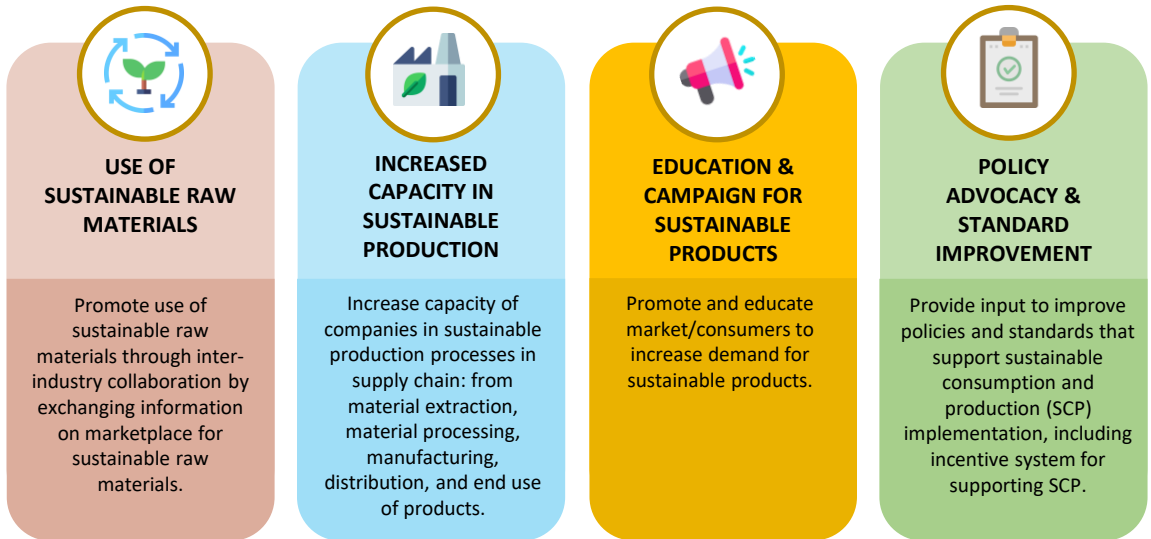 USE OF
SUSTAINABLE RAW
MATERIALS
Promote use of
sustainable raw
materials through inter-
industry collaboration by
exchanging information
on marketplace for
sustainable raw
materials.
INCREASED
CAPACITY IN
SUSTAINABLE
PRODUCTION
Increase capacity of
companies in sustainable
production processes in
supply chain: from
material extraction,
material processing,
manufacturing,
distribution, and end use
of products.
EDUCATION &
CAMPAIGN FOR
SUSTAINABLE
PRODUCTS
Promote and educate
market/consumers to
increase demand for
sustainable products.
POLICY
ADVOCACY &
STANDARD
IMPROVEMENT
Provide input to improve
policies and standards that
support sustainable
consumption and
production (SCP)
implementation, including
incentive system for
supporting SCP.